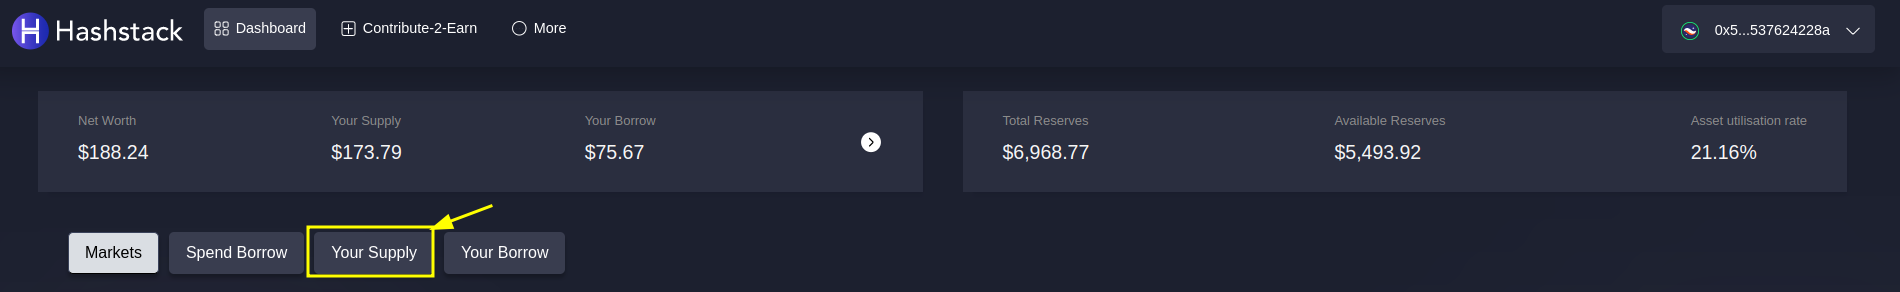 Hashstack
Dashboard
Contribute-2-Earn
More
0x5...537624228a
Net Worth
Your Supply
Your Borrow
$188.24
$173.79
$75.67
Total Reserves
Available Reserves
Asset utilisation rate
$6,968.77
$5,493.92
21.16%
Markets
Spend Borrow
Your Supply
Your Borrow